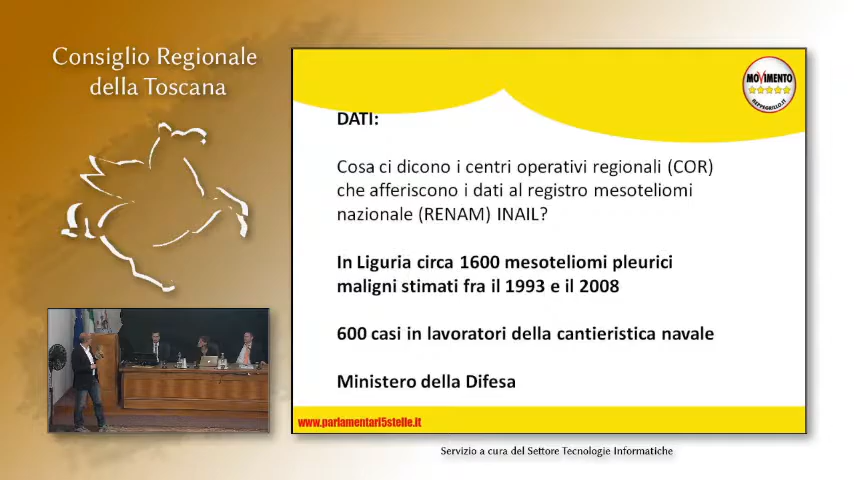 Consiglio Regionale
della Toscana
MOVIMENTO
BEPPEGRILLO.IT
DATI:
Cosa ci dicono i centri operativi regionali (COR)
che afferiscono i dati al registro mesoteliomi
nazionale (RENAM) INAIL?
In Liguria circa 1600 mesoteliomi pleurici
maligni stimati fra il 1993 e il 2008
600 casi in lavoratori della cantieristica navale
Ministero della Difesa
www.parlamentari5stelle.it
Servizio a cura del Settore Tecnologie Informatiche